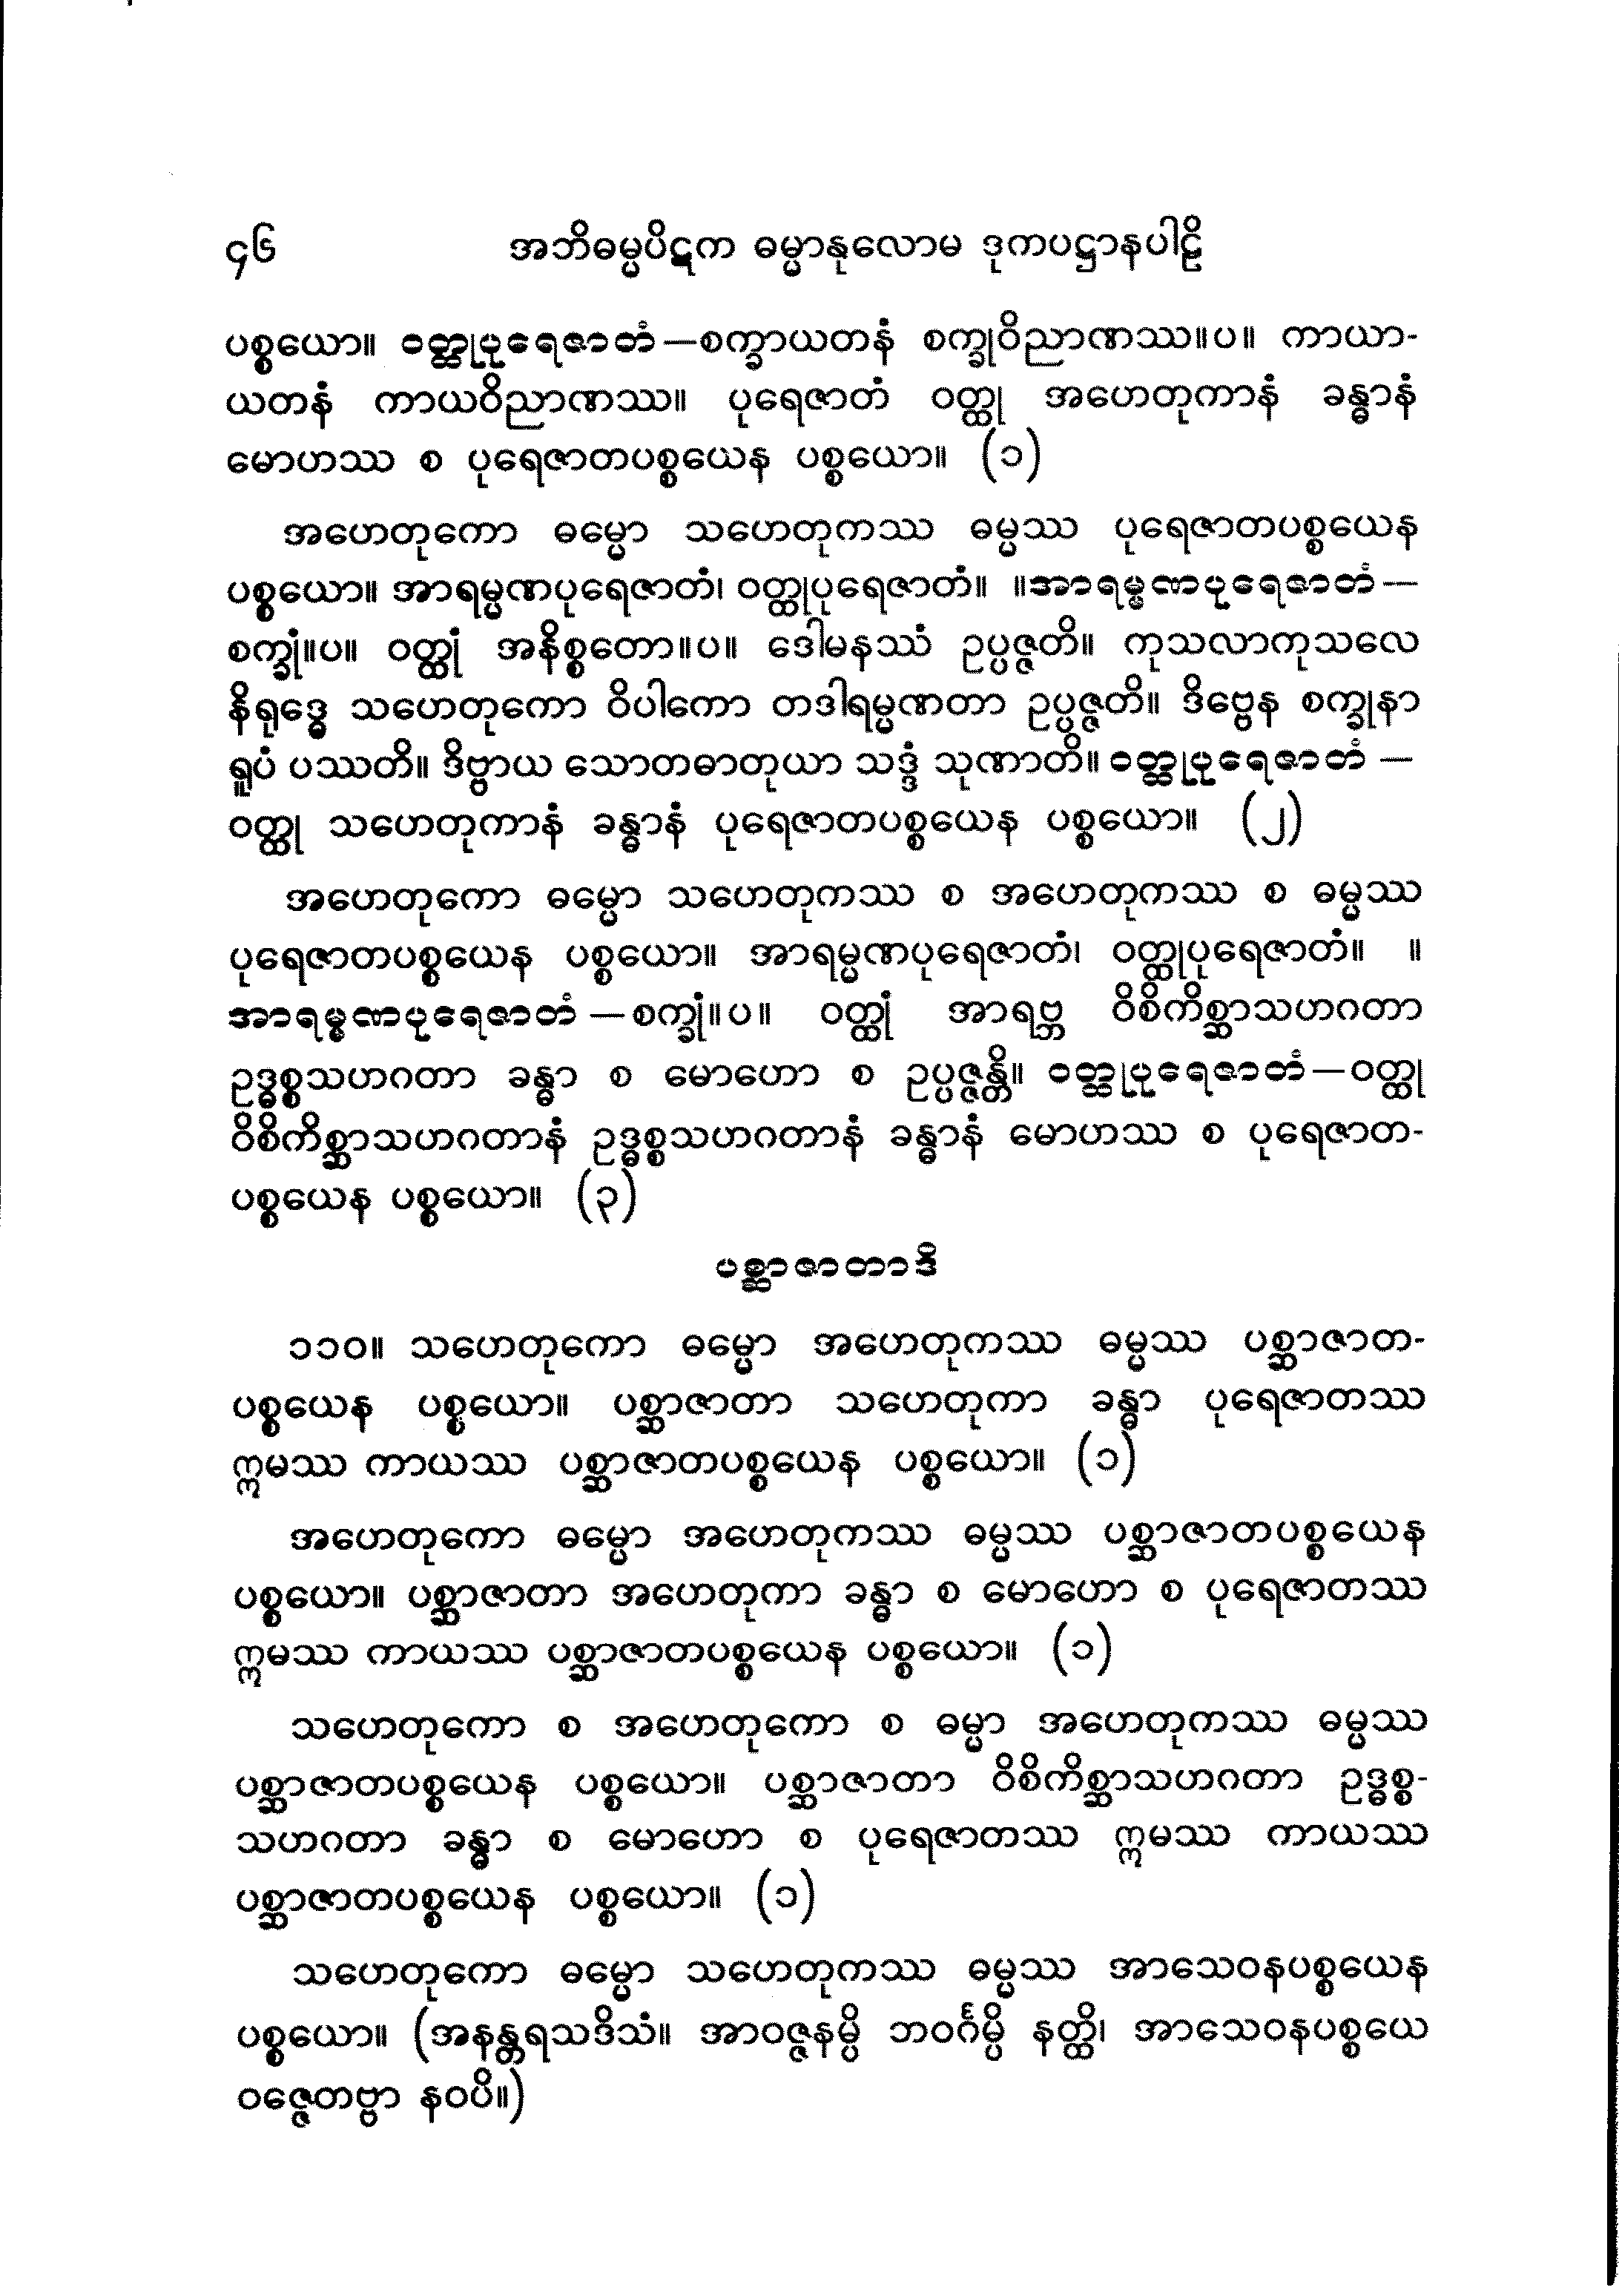 ၄၆ အဘိဓမ္မပိဋက ဓမ္မာနုလောမ ဒုကပဋ္ဌာနပါဠိ
ပစ္စယော။ ဝတ္ထုပုရေဇာတံ—စက္ခာယတနံ စက္ခုဝိညာဏဿ။ပ။ ကာယာ-
ယတနံ ကာယဝိညာဏဿ။ ပုရေဇာတံ ဝတ္ထု အဟေတုကာနံ ခန္ဓာနံ
မောဟဿ စ ပုရေဇာတပစ္စယေန ပစ္စယော။ (၁)
အဟေတုကော ဓမ္မော သဟေတုကဿ ဓမ္မဿ ပုရေဇာတပစ္စယေန
ပစ္စယော။ အာရမ္မဏပုရေဇာတံ၊ ဝတ္ထုပုရေဇာတံ။ ။အာရမ္မဏပုရေဇာတံ—
စက္ခုံ။ပ။ ဝတ္ထုံ အနိစ္စတော။ပ။ ဒေါမနဿံ ဥပ္ပဇ္ဇတိ။ ကုသလာကုသလေ
နိရုဒ္ဓေ သဟေတုကော ဝိပါကော တဒါရမ္မဏတာ ဥပ္ပဇ္ဇတိ။ ဒိဗ္ဗေန စက္ခုနာ
ရူပံ ပဿတိ။ ဒိဗ္ဗာယ သောတဓာတုယာ သဒ္ဒံ သုဏာတိ။ ဝတ္ထုပုရေဇာတံ—
ဝတ္ထု သဟေတုကာနံ ခန္ဓာနံ ပုရေဇာတပစ္စယေန ပစ္စယော။ (၂)
အဟေတုကော ဓမ္မော သဟေတုကဿ စ အဟေတုကဿ စ ဓမ္မဿ
ပုရေဇာတပစ္စယေန ပစ္စယော။ အာရမ္မဏပုရေဇာတံ၊ ဝတ္ထုပုရေဇာတံ။ ။
အာရမ္မဏပုရေဇာတံ—စက္ခုံ။ပ။ ဝတ္ထုံ အာရဗ္ဘ ဝိစိကိစ္ဆာသဟဂတာ
ဥဒ္ဓစ္စသဟဂတာ ခန္ဓာ စ မောဟော စ ဥပ္ပဇ္ဇန္တိ။ ဝတ္ထုပုရေဇာတံ—ဝတ္ထု
ဝိစိကိစ္ဆာသဟဂတာနံ ဥဒ္ဓစ္စသဟဂတာနံ ခန္ဓာနံ မောဟဿ စ ပုရေဇာတ-
ပစ္စယေန ပစ္စယော။ (၃)
ပစ္ဆာဇာတာဒိ
၁၁၀။ သဟေတုကော ဓမ္မော အဟေတုကဿ ဓမ္မဿ ပစ္ဆာဇာတ-
ပစ္စယေန ပစ္စယော။ ပစ္ဆာဇာတာ သဟေတုကာ ခန္ဓာ ပုရေဇာတဿ
ဣမဿ ကာယဿ ပစ္ဆာဇာတပစ္စယေန ပစ္စယော။ (၁)
အဟေတုကော ဓမ္မော အဟေတုကဿ ဓမ္မဿ ပစ္ဆာဇာတပစ္စယေန
ပစ္စယော။ ပစ္ဆာဇာတာ အဟေတုကာ ခန္ဓာ စ မောဟော စ ပုရေဇာတဿ
ဣမဿ ကာယဿ ပစ္ဆာဇာတပစ္စယေန ပစ္စယော။ (၁)
သဟေတုကော စ အဟေတုကော စ ဓမ္မာ အဟေတုကဿ ဓမ္မဿ
ပစ္ဆာဇာတပစ္စယေန ပစ္စယော။ ပစ္ဆာဇာတာ ဝိစိကိစ္ဆာသဟဂတာ ဥဒ္ဓစ္စ-
သဟဂတာ ခန္ဓာ စ မောဟော စ ပုရေဇာတဿ ဣမဿ ကာယဿ
ပစ္ဆာဇာတပစ္စယေန ပစ္စယော။ (၁)
သဟေတုကော ဓမ္မော သဟေတုကဿ ဓမ္မဿ အာသေဝနပစ္စယေန
ပစ္စယော။ (အနန္တရသဒိသံ။ အာဝဇ္ဇနမ္ပိ ဘဝင်္ဂမ္ပိ နတ္ထိ၊ အာသေဝနပစ္စယေ
ဝဇ္ဇေတဗ္ဗာ နဝပိ။)